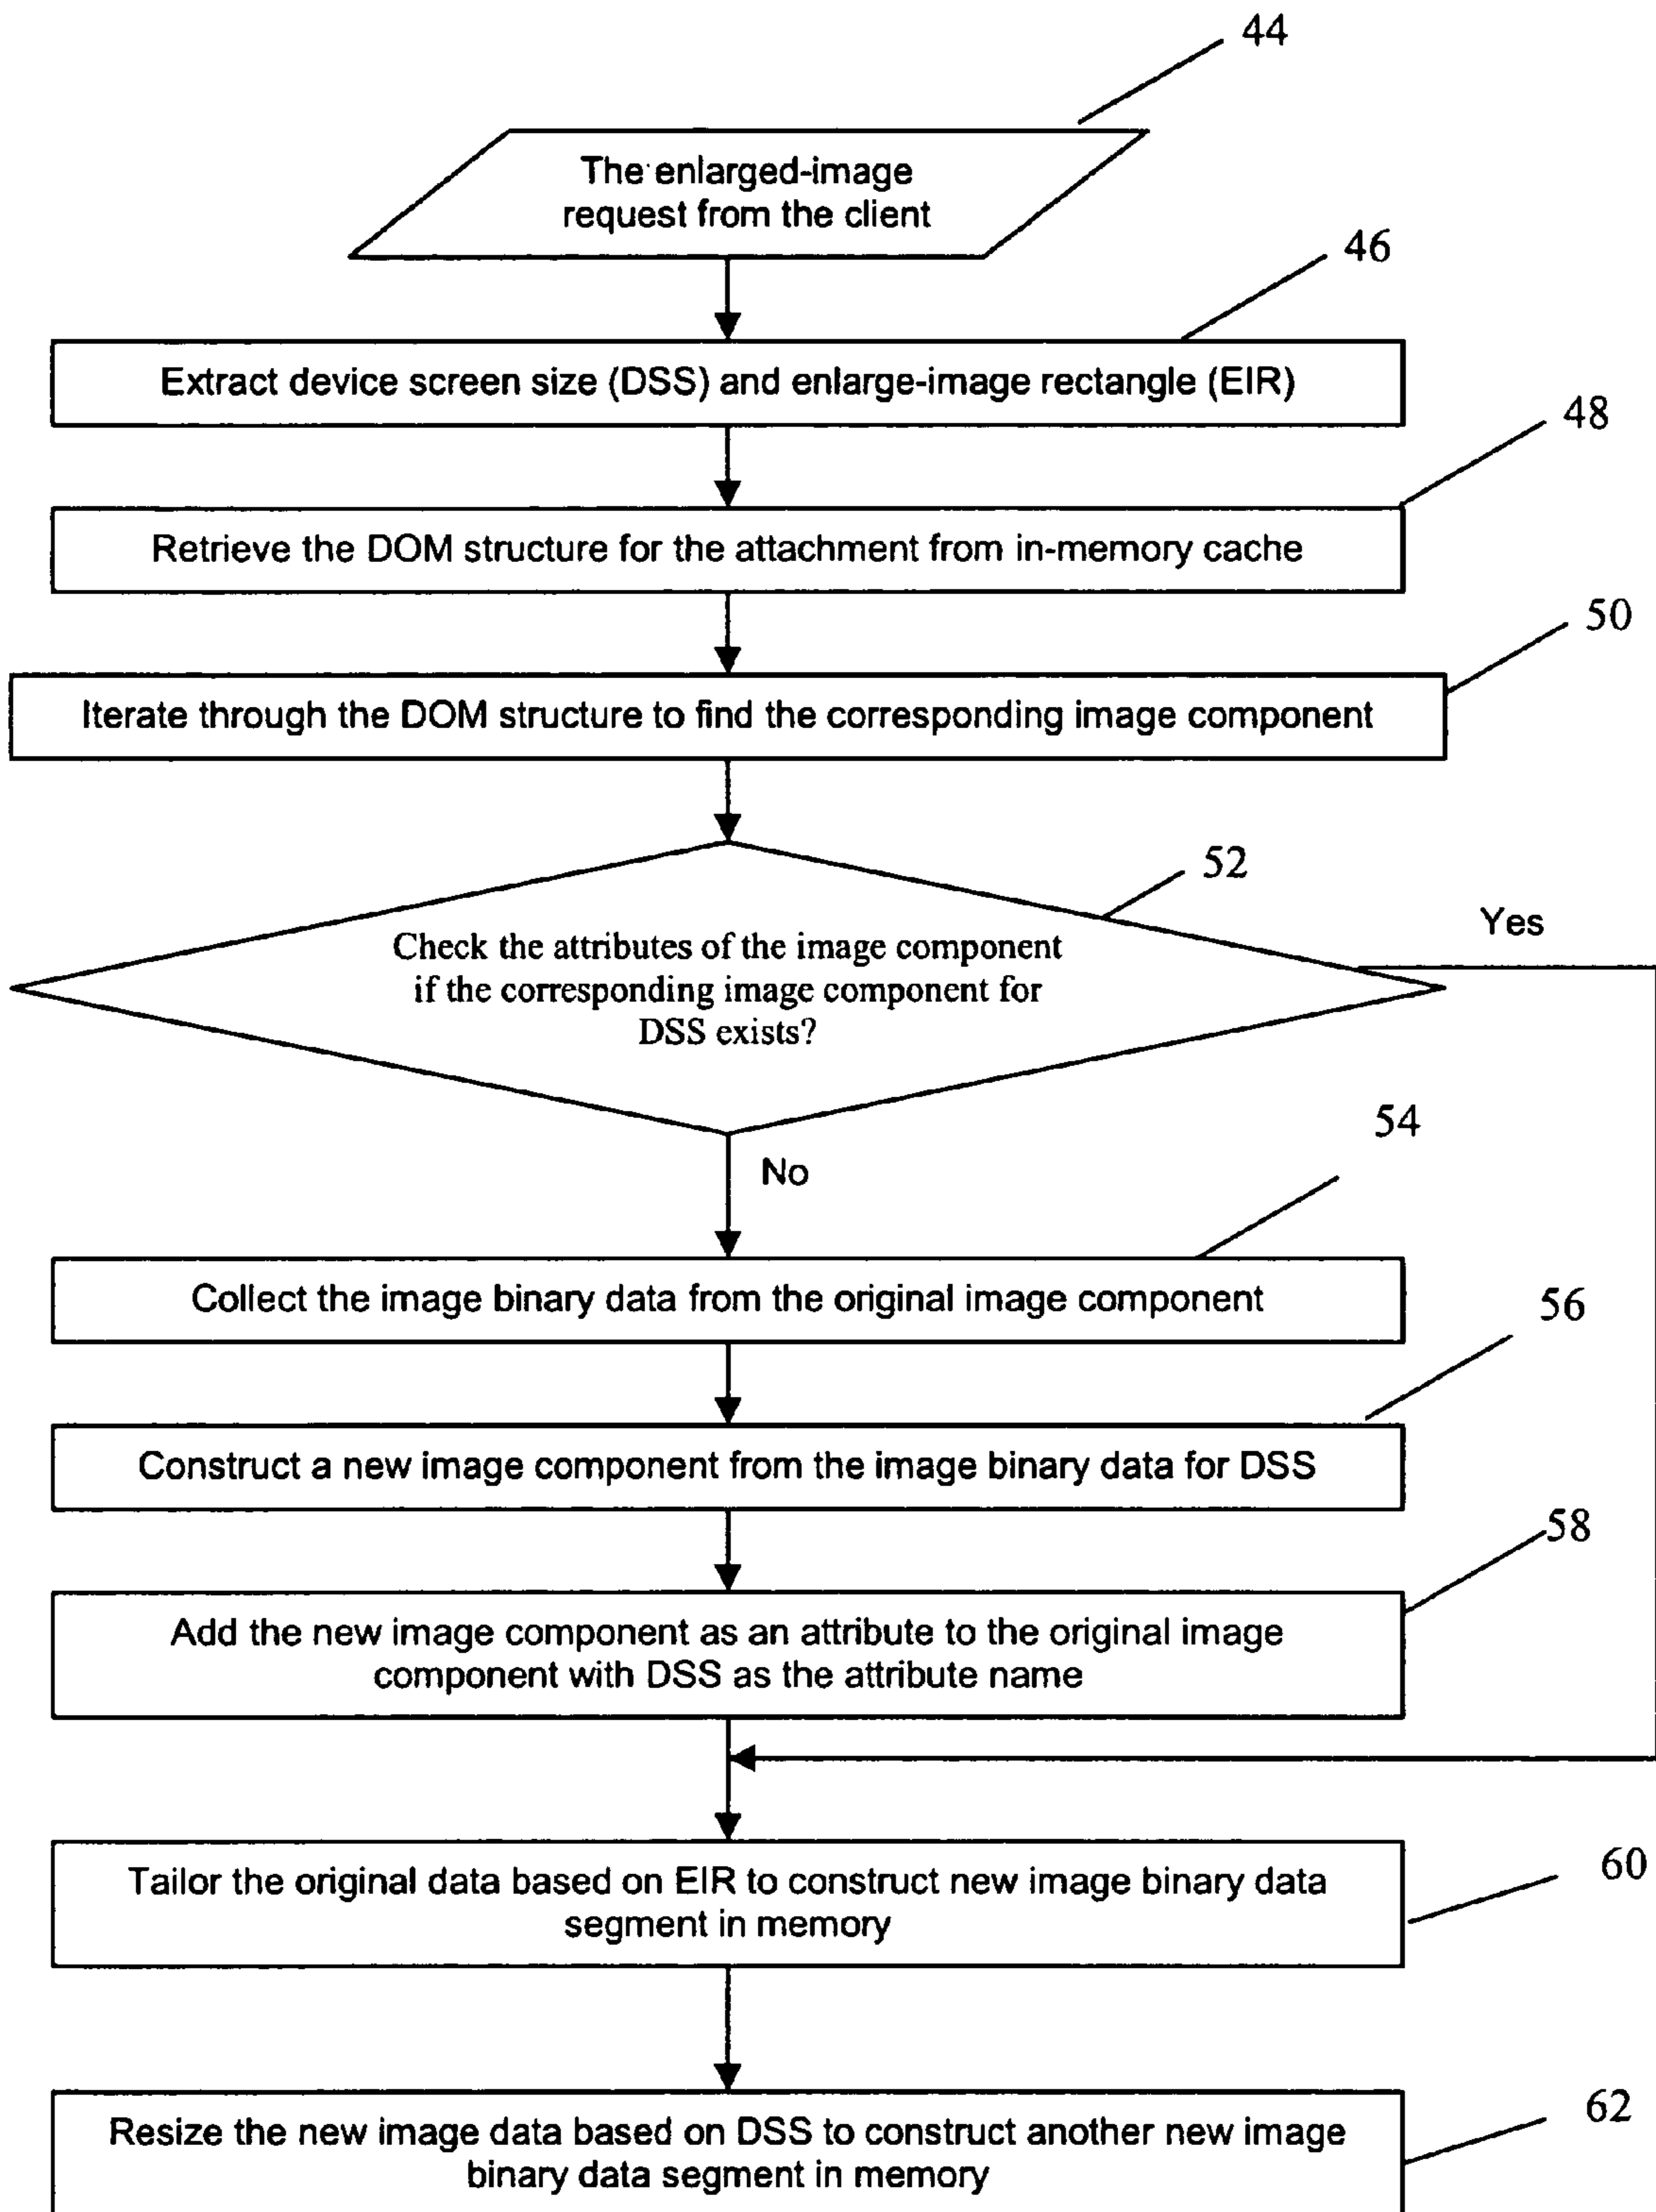 44
The enlarged-image
request from the client
46
Extract device screen size (DSS) and enlarge-image rectangle (EIR)
48
Retrieve the DOM structure for the attachment from in-memory cache
50
Iterate through the DOM structure to find the corresponding image component
52
Yes
Check the attributes of the image component
if the corresponding image component for
DSS exists?
54
No
Collect the image binary data from the original image component
56
Construct a new image component from the image binary data for DSS
58
Add the new image component as an attribute to the original image
component with DSS as the attribute name
60
Tailor the original data based on EIR to construct new image binary data
segment in memory
62
Resize the new image data based on DSS to construct another new image
binary data segment in memory